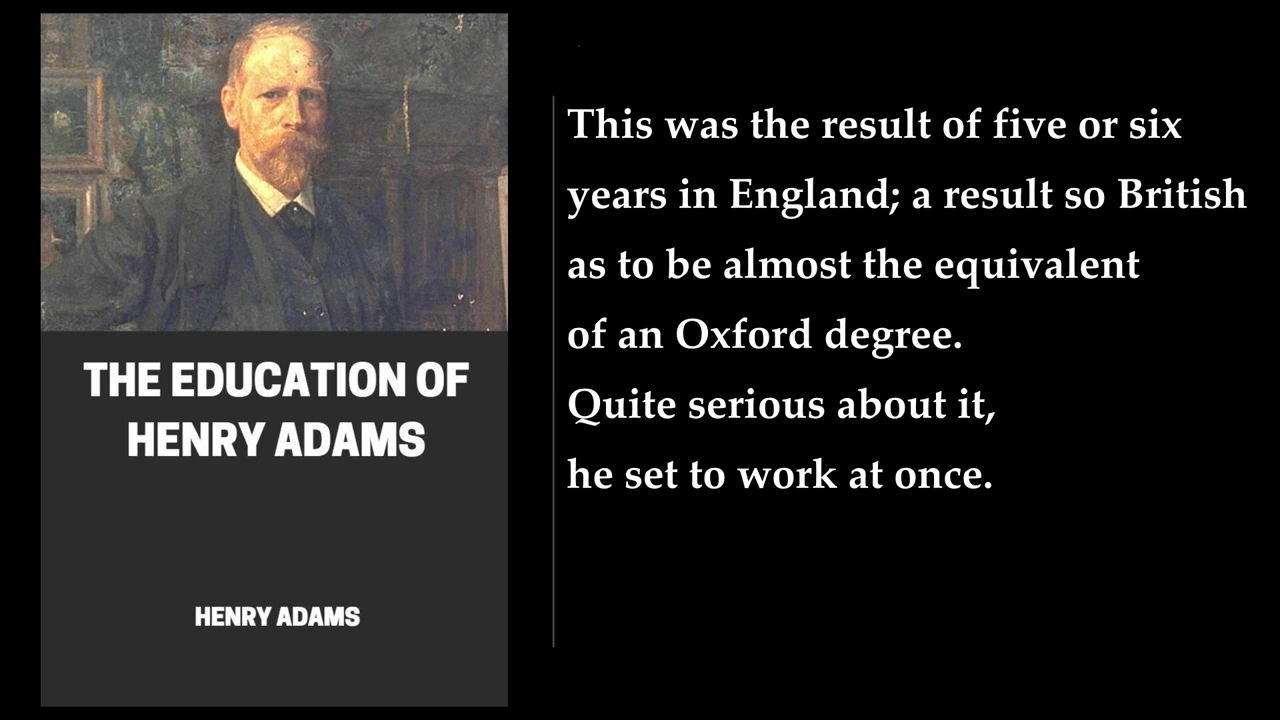 THE EDUCATION OF
HENRY ADAMS
HENRY ADAMS
This was the result of five or six
years in England; a result so British
as to be almost the equivalent
of an Oxford degree.
Quite serious about it,
he set to work at once.